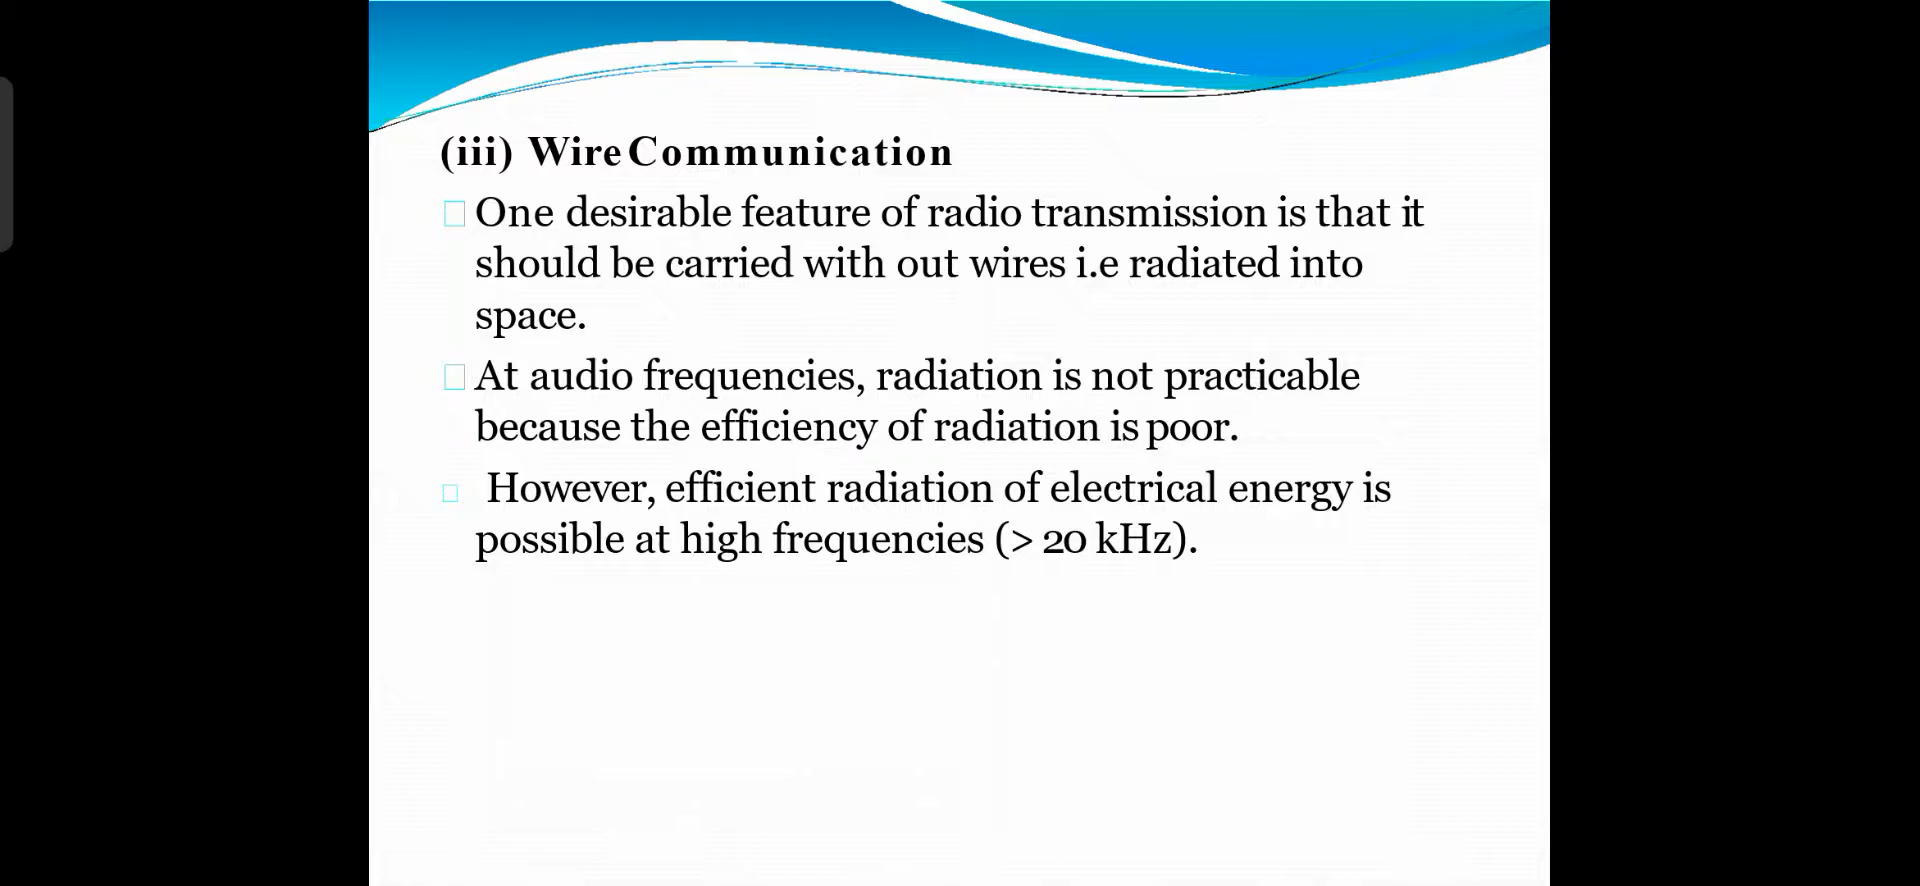 (iii) Wire Communication
One desirable feature of radio transmission is that it
should be carried with out wires i.e radiated into
space.
At audio frequencies, radiation is not practicable
because the efficiency of radiation is poor.
However, efficient radiation of electrical energy is
possible at high frequencies (> 20 kHz).